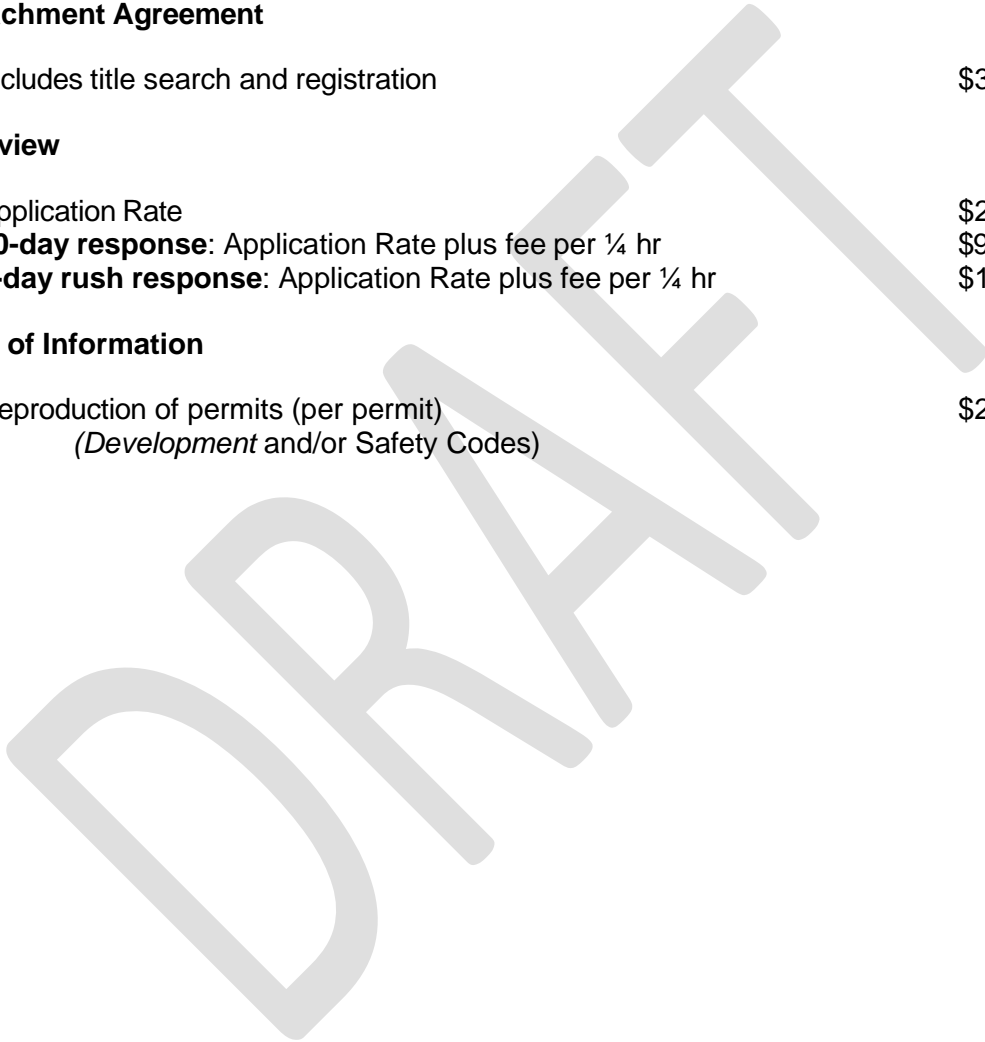 chment Agreement
cludes title search and registration $3
view
pplication Rate $2
0-day response: Application Rate plus fee per ¼ hr $9
-day rush response: Application Rate plus fee per ¼ hr $1
of Information
eproduction of permits (per permit) $2
(Development and/or Safety Codes)
DRAFT